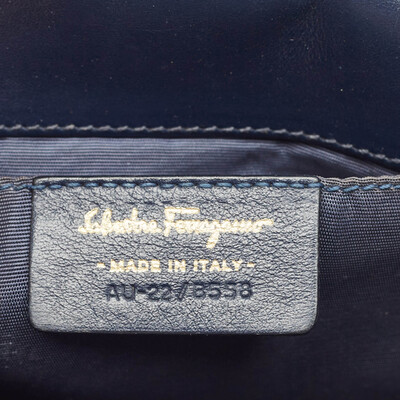 Salvatore Ferragamo
- MADE IN ITALY -
AU-22/8558